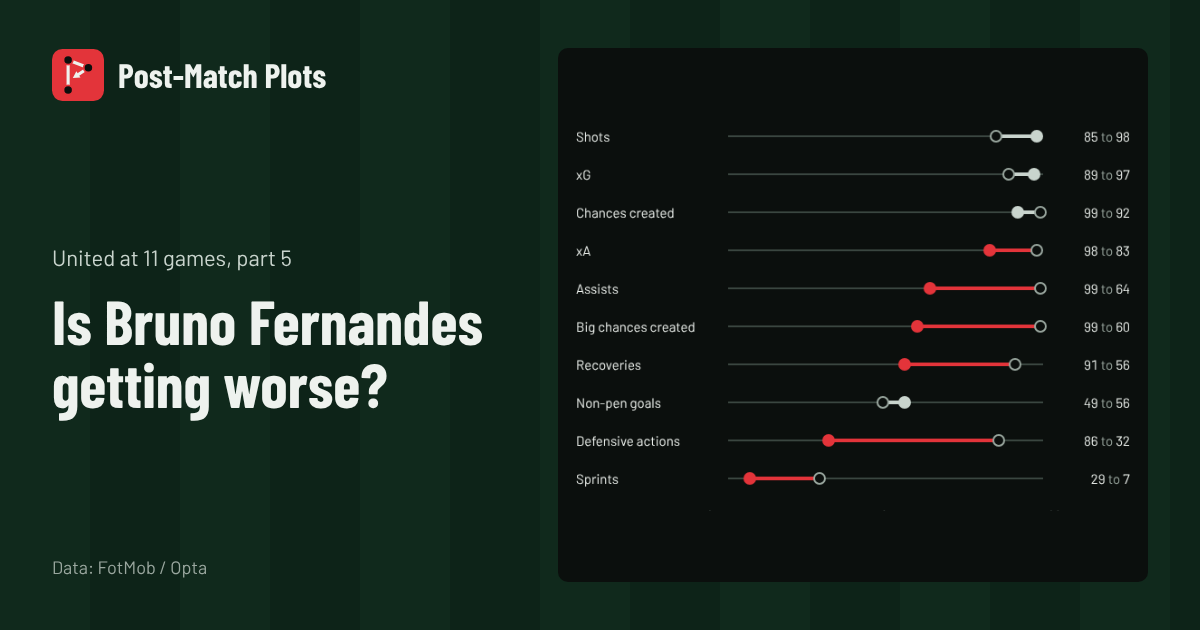 Post-Match Plots
United at 11 games, part 5
Is Bruno Fernandes
getting worse?
Data: FotMob / Opta
Shots 85 to 98
xG 89 to 97
Chances created 99 to 92
xA 98 to 83
Assists 99 to 64
Big chances created 99 to 60
Recoveries 91 to 56
Non-pen goals 49 to 56
Defensive actions 86 to 32
Sprints 29 to 7